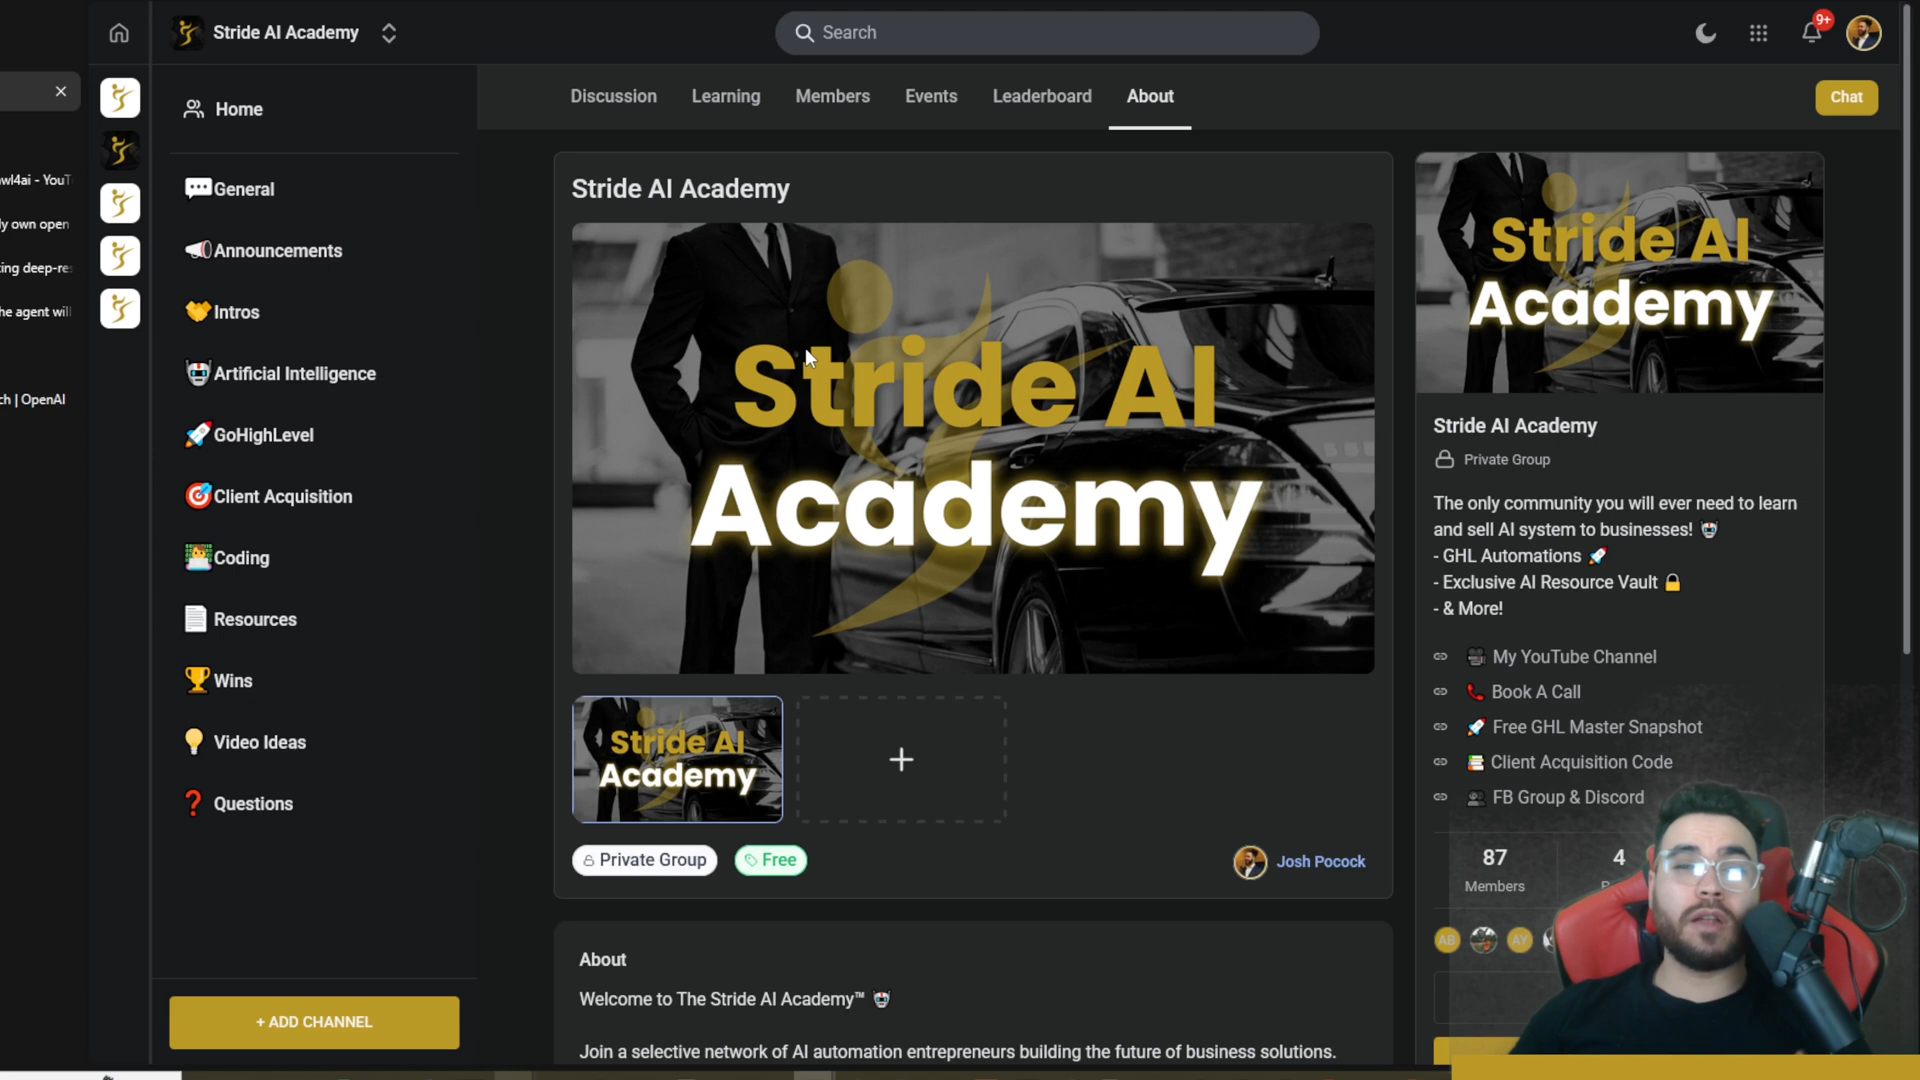 Stride AI Academy
Search
9+
Home
General
Announcements
Intros
Artificial Intelligence
GoHighLevel
Client Acquisition
Coding
Resources
Wins
Video Ideas
Questions
+ ADD CHANNEL
wl4ai - YouT
y own open
ing deep-res
he agent will
ch | OpenAI
Discussion
Learning
Members
Events
Leaderboard
About
Chat
Stride AI Academy
Stride AI
Academy
Stride AI
Academy
+
Private Group
Free
Josh Pocock
About
Welcome to The Stride AI Academy™
Join a selective network of AI automation entrepreneurs building the future of business solutions.
Stride AI
Academy
Stride AI Academy
Private Group
The only community you will ever need to learn
and sell AI system to businesses!
- GHL Automations
- Exclusive AI Resource Vault
- & More!
My YouTube Channel
Book A Call
Free GHL Master Snapshot
Client Acquisition Code
FB Group & Discord
87
Members
4
AB
AY